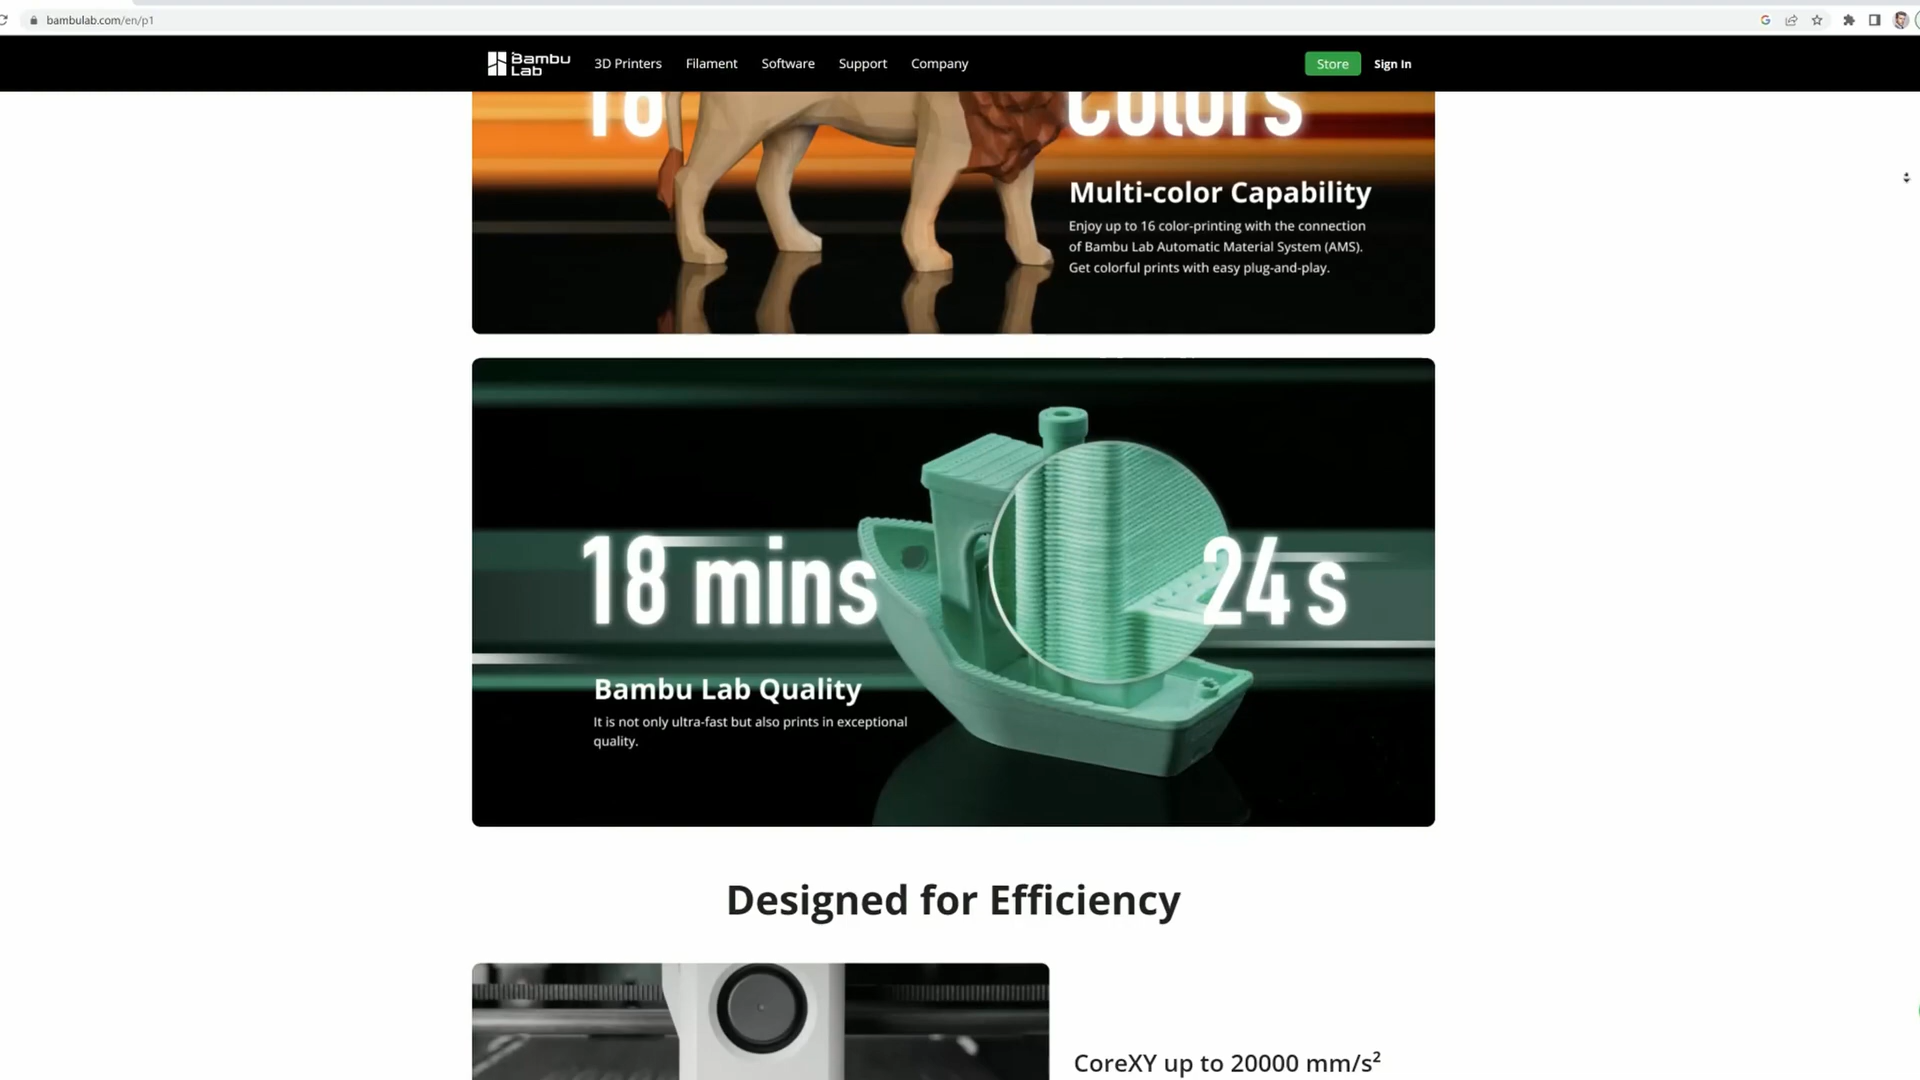 bambulab.com/en/p1
Bambu Lab
3D Printers
Filament
Software
Support
Company
Store
Sign In
16
Colors
Multi-color Capability
Enjoy up to 16 color-printing with the connection
of Bambu Lab Automatic Material System (AMS).
Get colorful prints with easy plug-and-play.
18 mins
24 s
Bambu Lab Quality
It is not only ultra-fast but also prints in exceptional
quality.
Designed for Efficiency
CoreXY up to 20000 mm/s²